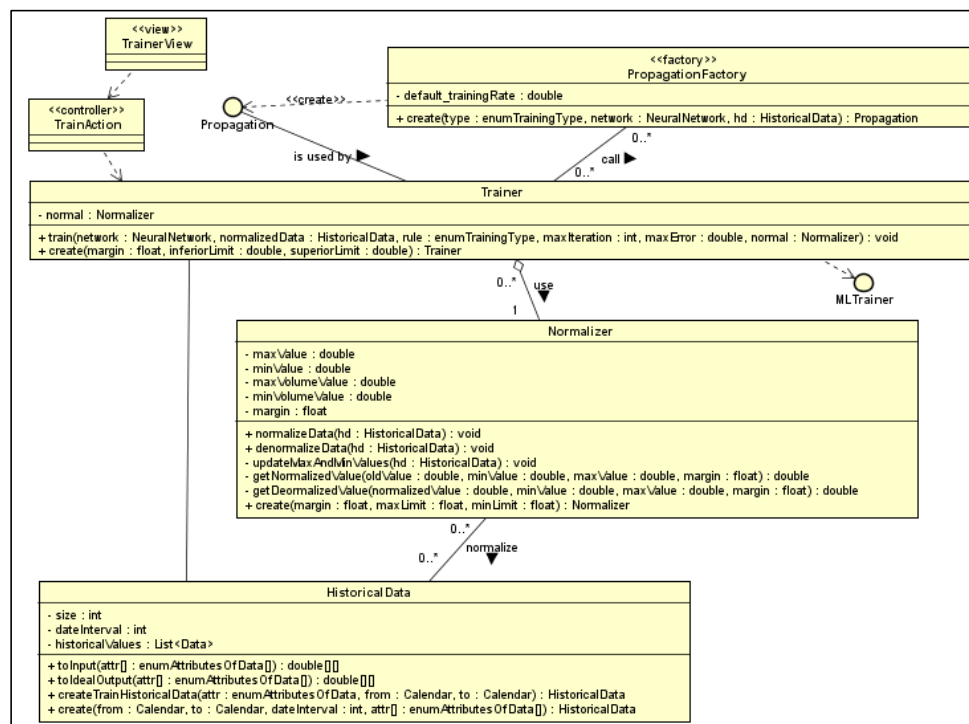 <<view>>
TrainerView
<<controller>>
TrainAction
<<factory>>
PropagationFactory
- default_trainingRate : double
+ create(type : enumTrainingType, network : NeuralNetwork, hd : HistoricalData) : Propagation
<<create>>
Propagation
is used by
0..*
call
0..*
Trainer
- normal : Normalizer
+ train(network : NeuralNetwork, normalizedData : HistoricalData, rule : enumTrainingType, maxIteration : int, maxError : double, normal : Normalizer) : void
+ create(margin : float, inferiorLimit : double, superiorLimit : double) : Trainer
0..*
use
1
MLTrainer
Normalizer
- maxValue : double
- minValue : double
- maxVolumeValue : double
- minVolumeValue : double
- margin : float
+ normalizeData(hd : HistoricalData) : void
+ denormalizeData(hd : HistoricalData) : void
- updateMaxAndMinValues(hd : HistoricalData) : void
- getNormalizedValue(oldValue : double, minValue : double, maxValue : double, margin : float) : double
- getDeormalizedValue(normalizedValue : double, minValue : double, maxValue : double, margin : float) : double
+ create(margin : float, maxLimit : float, minLimit : float) : Normalizer
0..*
normalize
0..*
HistoricalData
- size : int
- dateInterval : int
- historicalValues : List<Data>
+ toInput(attr[] : enumAttributesOfData[]) : double[][]
+ toIdealOutput(attr[] : enumAttributesOfData[]) : double[][]
+ createTrainHistoricalData(attr : enumAttributesOfData, from : Calendar, to : Calendar) : HistoricalData
+ create(from : Calendar, to : Calendar, dateInterval : int, attr[] : enumAttributesOfData[]) : HistoricalData